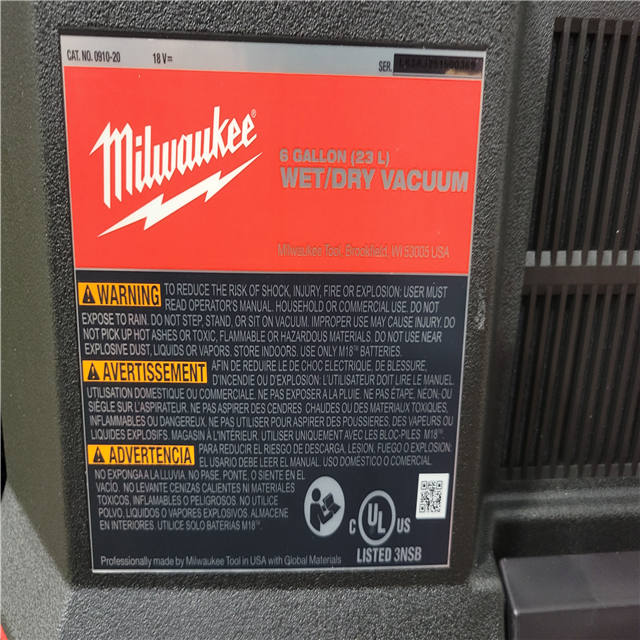 CAT. NO. 0910-20 18 V⎓ SER.
Milwaukee®
6 GALLON (23 L)
WET/DRY VACUUM
Milwaukee Tool, Brookfield, WI 53005 USA
⚠ WARNING TO REDUCE THE RISK OF SHOCK, INJURY, FIRE OR EXPLOSION: USER MUST
READ OPERATOR'S MANUAL. HOUSEHOLD OR COMMERCIAL USE. DO NOT
EXPOSE TO RAIN. DO NOT STEP, STAND, OR SIT ON VACUUM. IMPROPER USE MAY CAUSE INJURY. DO
NOT PICK UP HOT ASHES OR TOXIC, FLAMMABLE OR HAZARDOUS MATERIALS. DO NOT USE NEAR
EXPLOSIVE DUST, LIQUIDS OR VAPORS. STORE INDOORS. USE ONLY M18™ BATTERIES.
⚠ AVERTISSEMENT AFIN DE REDUIRE LE DE CHOC ELECTRIQUE, DE BLESSURE,
D'INCENDIE OU D'EXPLOSION: L'UTILISATEUR DOIT LIRE LE MANUEL.
UTILISATION DOMESTIQUE OU COMMERCIALE. NE PAS EXPOSER A LA PLUIE. NE PAS ÉTAPE, NEON: OU
SIÈGLE SUR L'ASPIRATEUR. NE PAS ASPIRER DES CENDRES CHAUDES OU DES MATERIAUX TOXIQUES,
INFLAMMABLES OU DANGEREUX. NE PAS UTILISER POUR ASPIRER DES POUSSIERES, DES VAPEURS OU
LIQUIDES EXPLOSIFS. MAGASIN À L'INTÉRIEUR. UTILISER UNIQUEMENT AVEC LES BLOC-PILES M18™.
⚠ ADVERTENCIA PARA REDUCIR EL RIESGO DE DESCARGA, LESION, FUEGO O EXPLOSION:
EL USARIO DEBE LEER EL MANUAL. USO DOMÉSTICO O COMERCIAL.
NO EXPONGA A LA LLUVIA. NO PASE, PONTE, O SIENTE EN EL
VACÍO. NO LEVANTE CENIZAS CALIENTES NI MATERIALES
TOXICOS, INFLAMABLES O PELIGROSOS. NO UTILICE
POLVO, LIQUIDOS O VAPORES EXPLOSIVOS. ALMACENE
EN INTERIORES. UTILICE SOLO BATERIAS M18™.
C UL US
LISTED 3NSB
Professionally made by Milwaukee Tool in USA with Global Materials